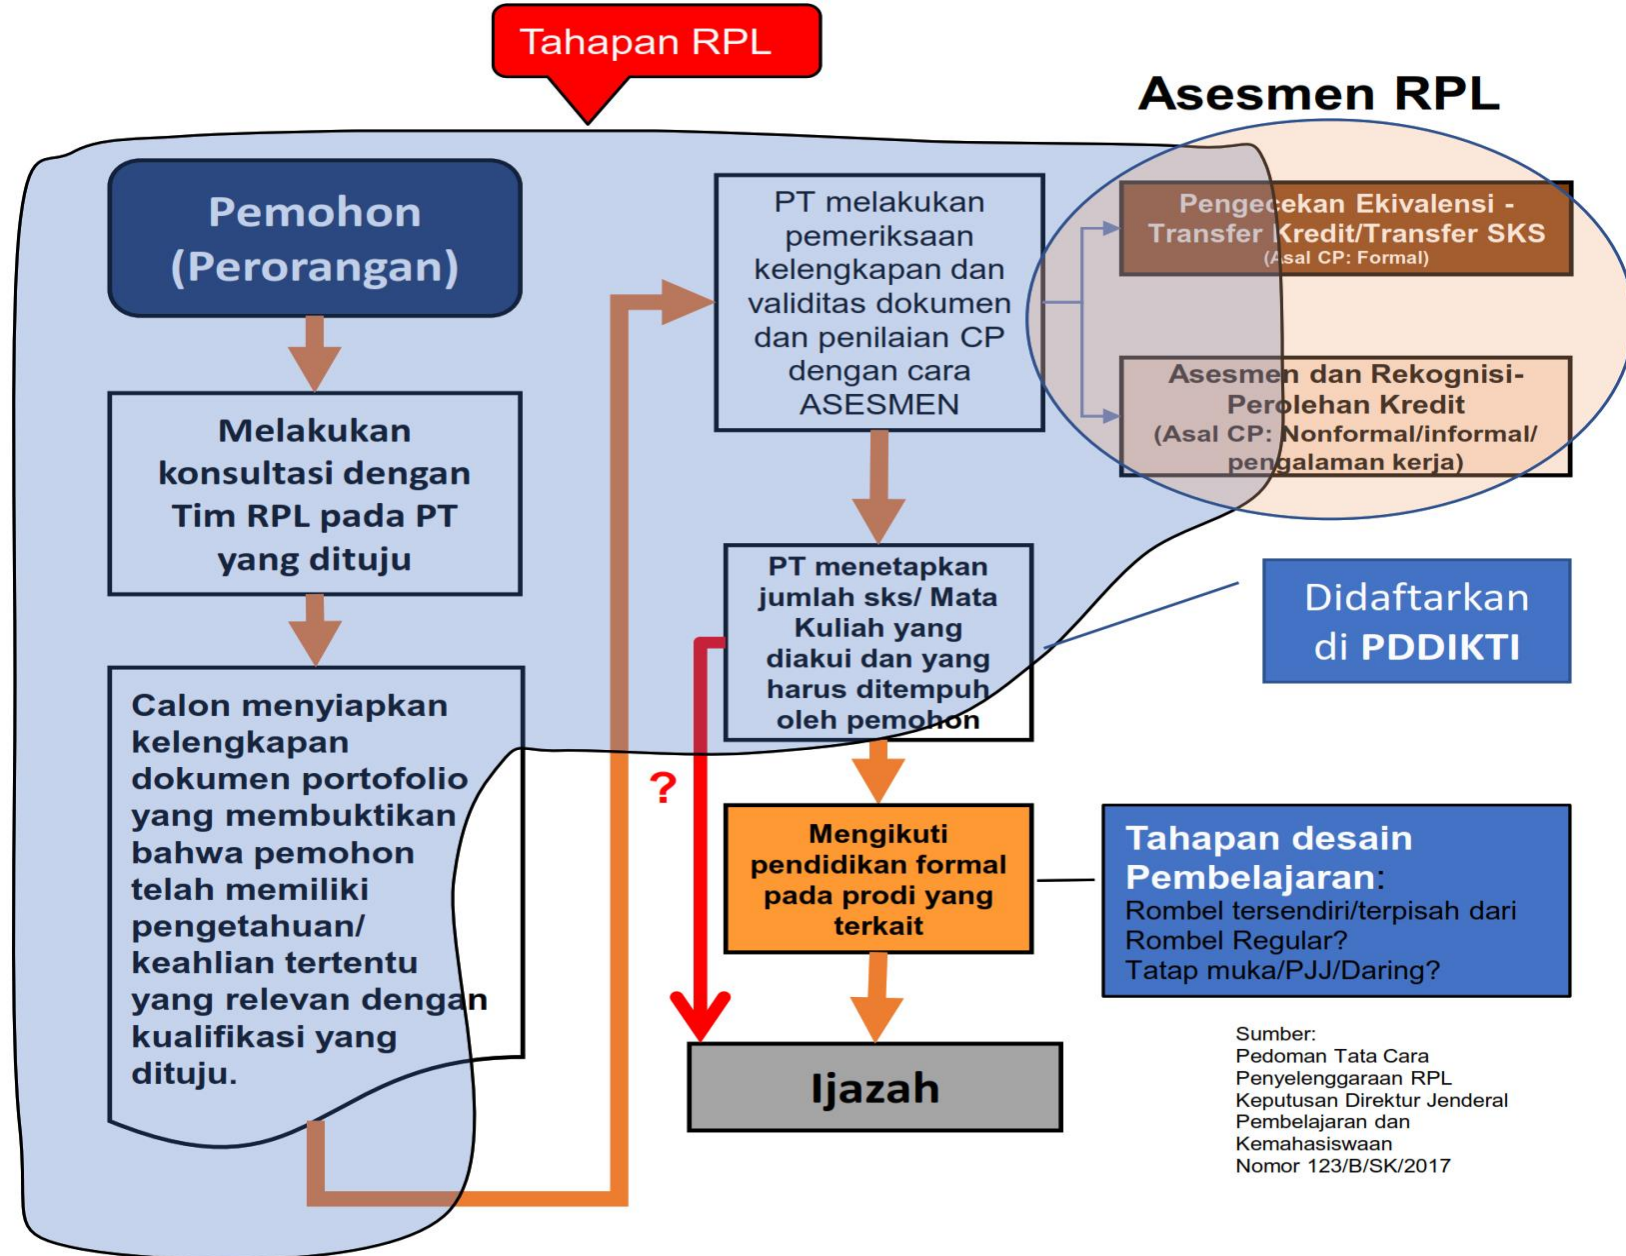 Tahapan RPL
Asesmen RPL
Pemohon
(Perorangan)
Melakukan
konsultasi dengan
Tim RPL pada PT
yang dituju
Calon menyiapkan
kelengkapan
dokumen portofolio
yang membuktikan
bahwa pemohon
telah memiliki
pengetahuan/
keahlian tertentu
yang relevan dengan
kualifikasi yang
dituju.
PT melakukan
pemeriksaan
kelengkapan dan
validitas dokumen
dan penilaian CP
dengan cara
ASESMEN
Pengecekan Ekivalensi -
Transfer Kredit/Transfer SKS
(Asal CP: Formal)
Asesmen dan Rekognisi-
Perolehan Kredit
(Asal CP: Nonformal/informal/
pengalaman kerja)
PT menetapkan
jumlah sks/ Mata
Kuliah yang
diakui dan yang
harus ditempuh
oleh pemohon
Didaftarkan
di PDDIKTI
?
Mengikuti
pendidikan formal
pada prodi yang
terkait
Tahapan desain
Pembelajaran:
Rombel tersendiri/terpisah dari
Rombel Regular?
Tatap muka/PJJ/Daring?
Ijazah
Sumber:
Pedoman Tata Cara
Penyelenggaraan RPL
Keputusan Direktur Jenderal
Pembelajaran dan
Kemahasiswaan
Nomor 123/B/SK/2017